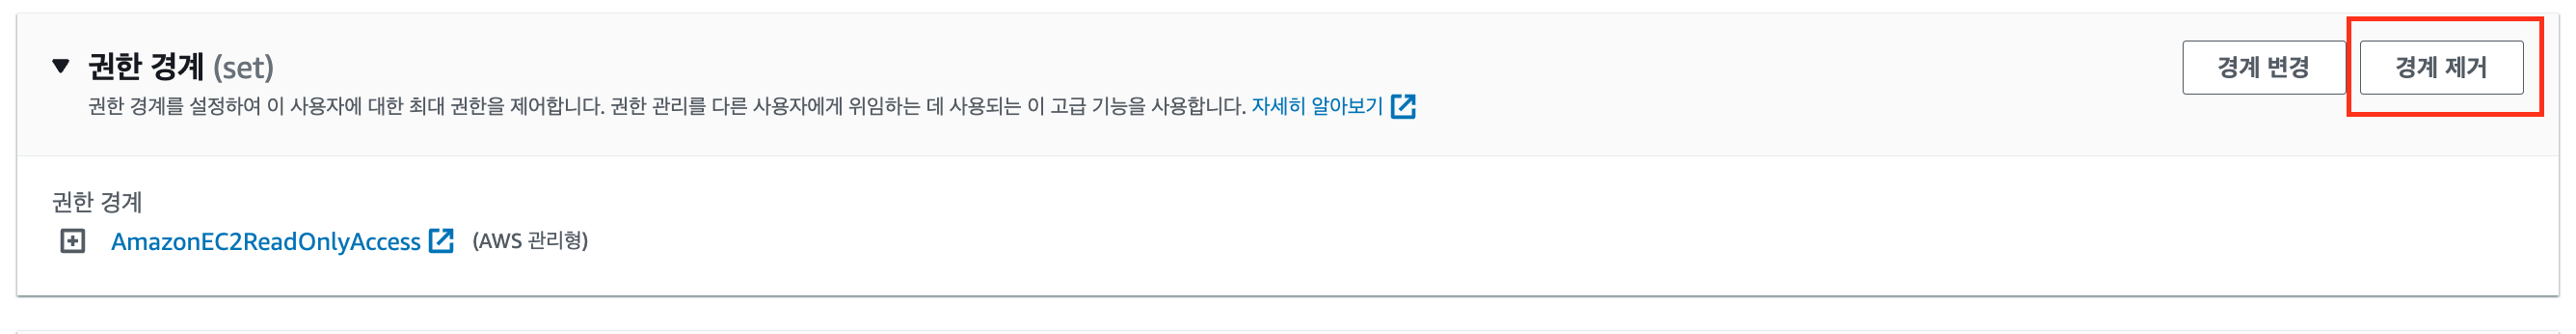 권한 경계 (set)
경계 변경
경계 제거
권한 경계를 설정하여 이 사용자에 대한 최대 권한을 제어합니다. 권한 관리를 다른 사용자에게 위임하는 데 사용되는 이 고급 기능을 사용합니다. 자세히 알아보기
권한 경계
AmazonEC2ReadOnlyAccess (AWS 관리형)